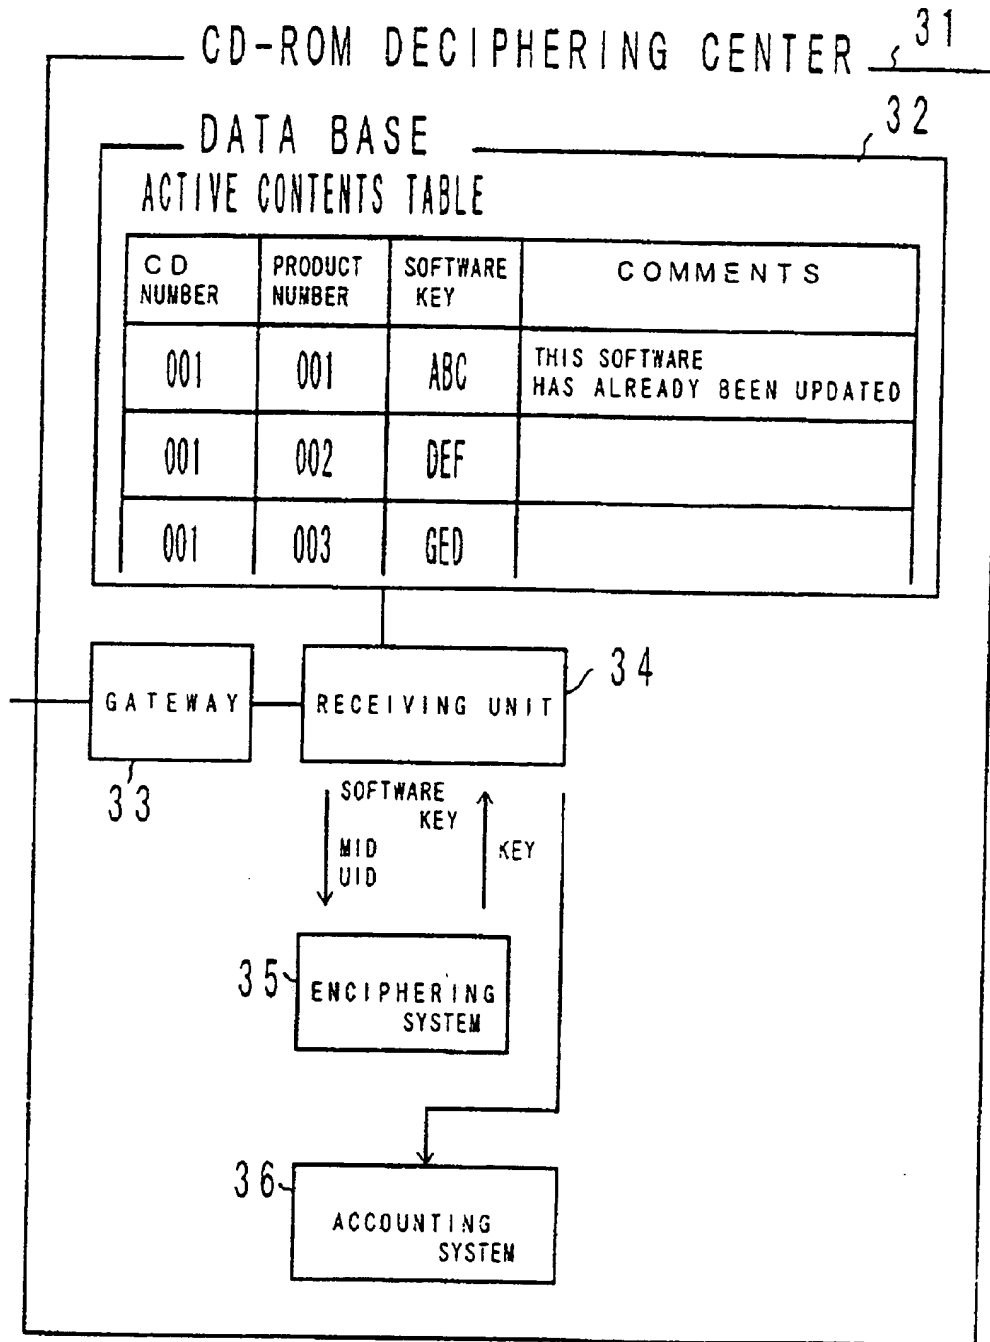 CD-ROM DECIPHERING CENTER 31
DATA BASE 32
ACTIVE CONTENTS TABLE
CD NUMBER PRODUCT NUMBER SOFTWARE KEY COMMENTS
001 001 ABC THIS SOFTWARE HAS ALREADY BEEN UPDATED
001 002 DEF
001 003 GED
GATEWAY
33
RECEIVING UNIT
34
SOFTWARE
KEY
MID
UID
KEY
35
ENCIPHERING
SYSTEM
36
ACCOUNTING
SYSTEM